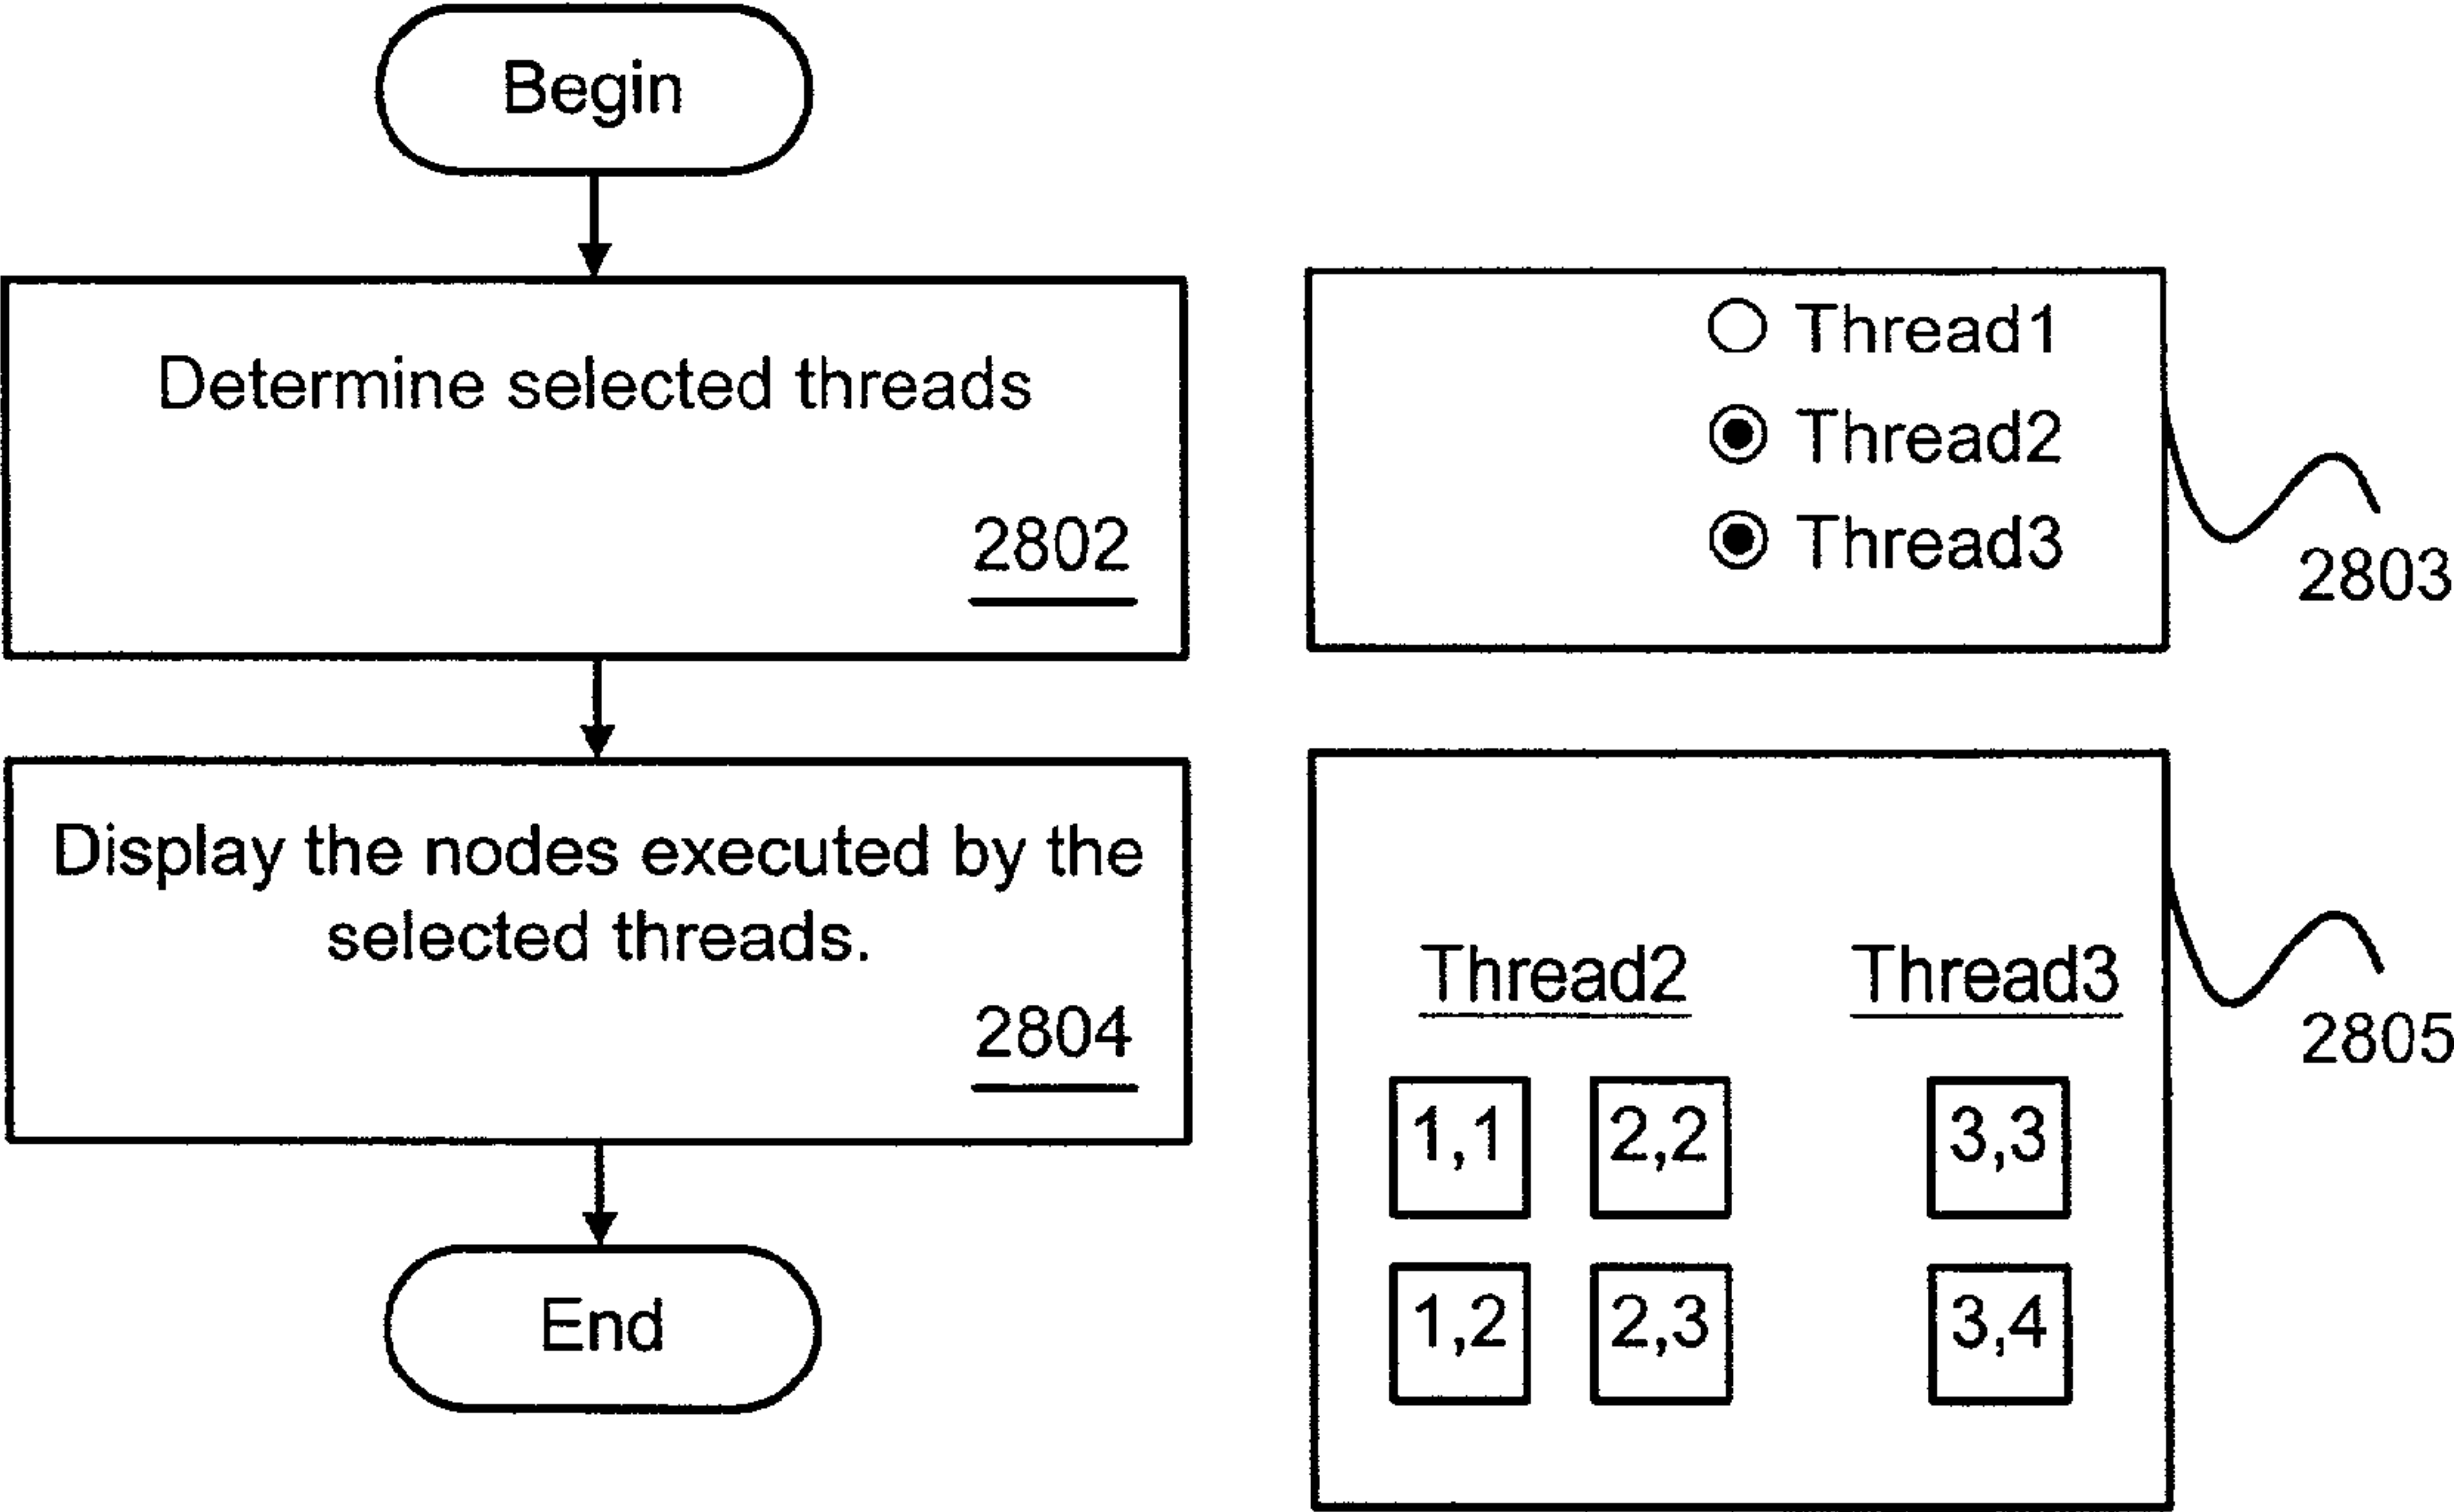 Begin
Determine selected threads
2802
Display the nodes executed by the
selected threads.
2804
End
Thread1
Thread2
Thread3
2803
Thread2 Thread3
1,1 2,2 3,3
1,2 2,3 3,4
2805